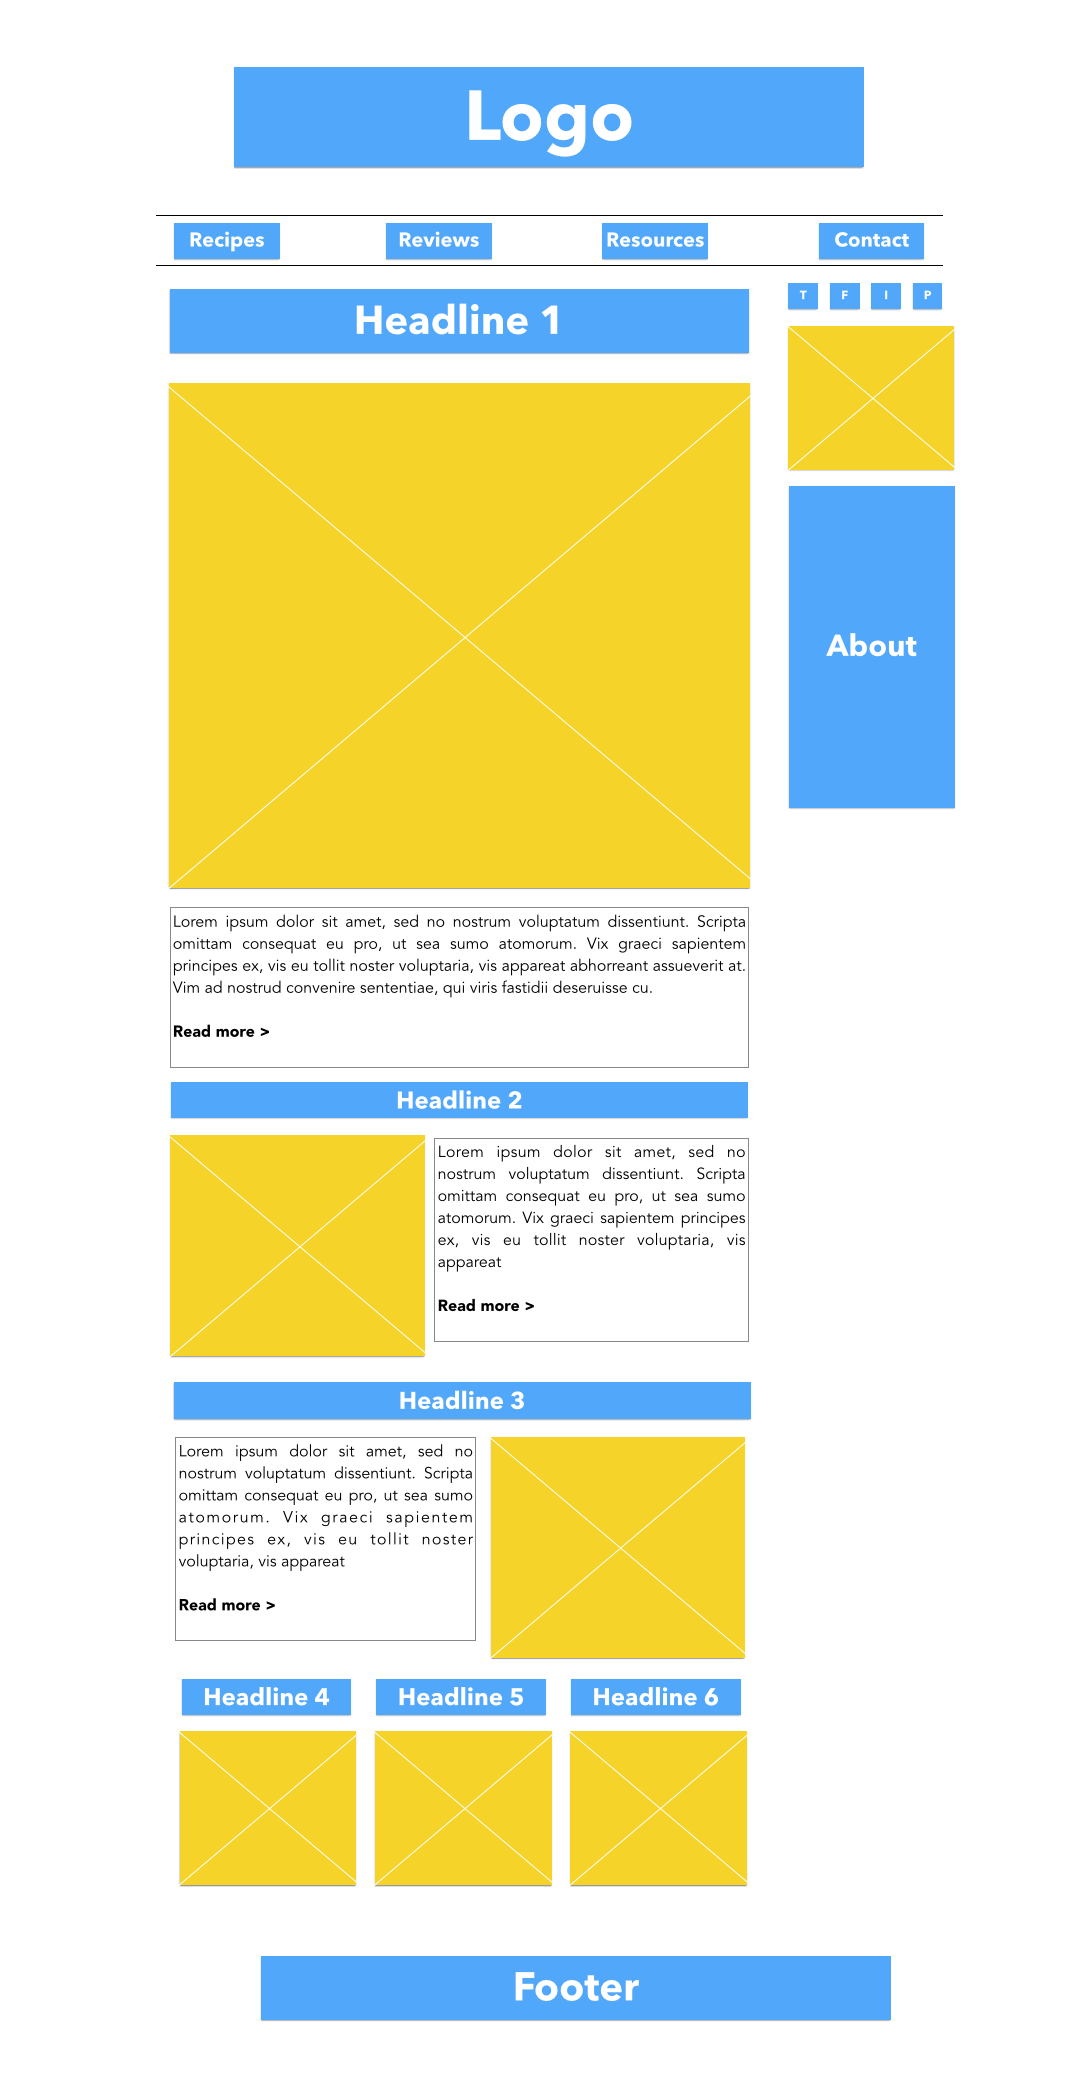 Logo
Recipes
Reviews
Resources
Contact
T F I P
Headline 1
About
Lorem ipsum dolor sit amet, sed no nostrum voluptatum dissentiunt. Scripta
omittam consequat eu pro, ut sea sumo atomorum. Vix graeci sapientem
principes ex, vis eu tollit noster voluptaria, vis appareat abhorreant assueverit at.
Vim ad nostrud convenire sententiae, qui viris fastidii deseruisse cu.
Read more >
Headline 2
Lorem ipsum dolor sit amet, sed no
nostrum voluptatum dissentiunt. Scripta
omittam consequat eu pro, ut sea sumo
atomorum. Vix graeci sapientem principes
ex, vis eu tollit noster voluptaria, vis
appareat
Read more >
Headline 3
Lorem ipsum dolor sit amet, sed no
nostrum voluptatum dissentiunt. Scripta
omittam consequat eu pro, ut sea sumo
atomorum. Vix graeci sapientem
principes ex, vis eu tollit noster
voluptaria, vis appareat
Read more >
Headline 4
Headline 5
Headline 6
Footer